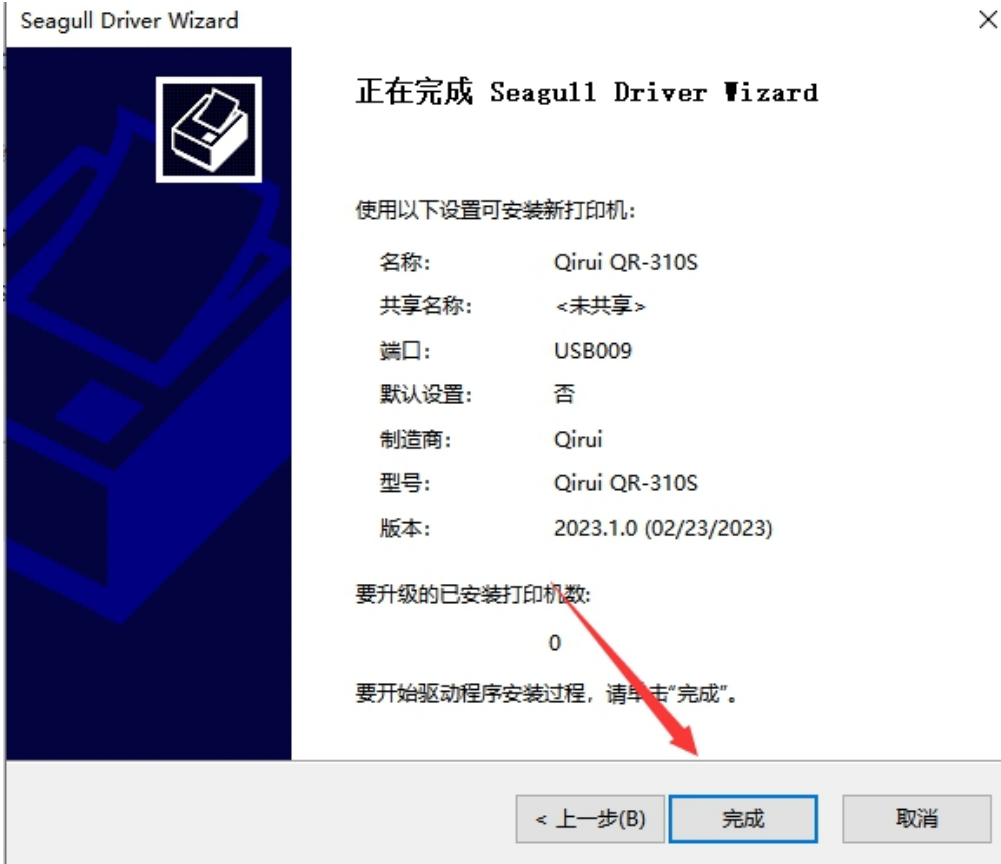 Seagull Driver Wizard
正在完成 Seagull Driver Wizard
使用以下设置可安装新打印机:
名称: Qirui QR-310S
共享名称: <未共享>
端口: USB009
默认设置: 否
制造商: Qirui
型号: Qirui QR-310S
版本: 2023.1.0 (02/23/2023)
要升级的已安装打印机数:
0
要开始驱动程序安装过程，请单击“完成”。
< 上一步(B) 完成 取消